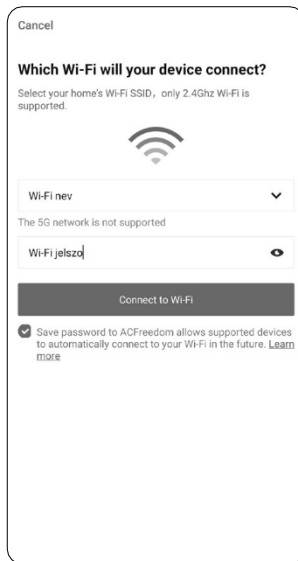 Cancel
Which Wi-Fi will your device connect?
Select your home's Wi-Fi SSID, only 2.4Ghz Wi-Fi is
supported.
Wi-Fi nev
The 5G network is not supported
Wi-Fi jelszo
Connect to Wi-Fi
Save password to ACFreedom allows supported devices
to automatically connect to your Wi-Fi in the future. Learn
more